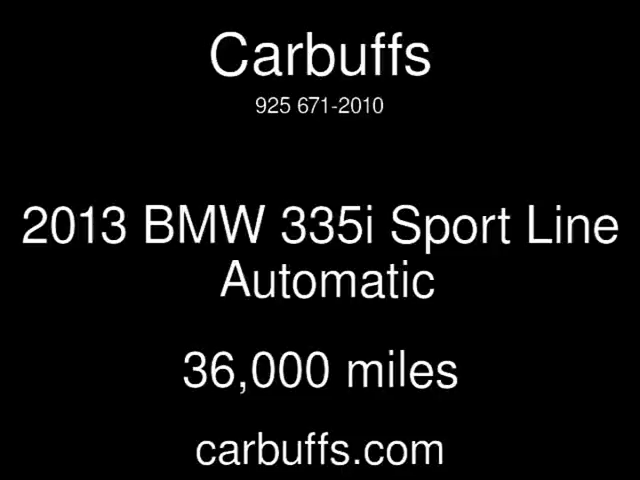 Carbuffs
925 671-2010
2013 BMW 335i Sport Line
Automatic
36,000 miles
carbuffs.com